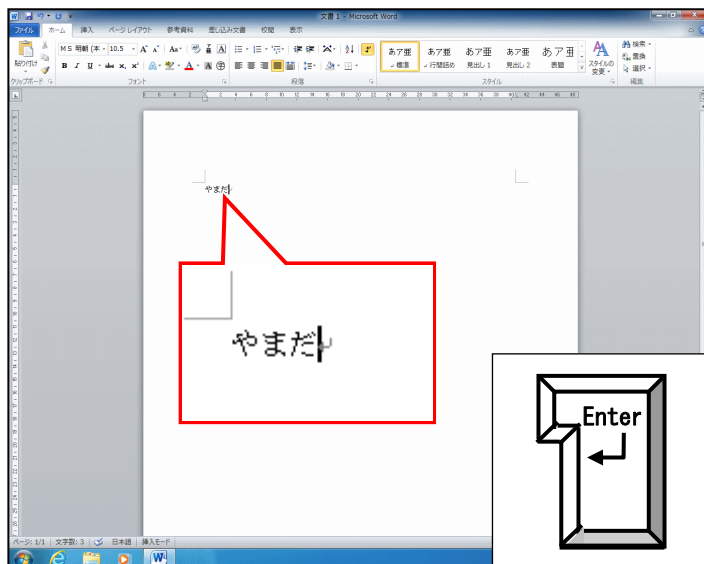 文書 1 - Microsoft Word
ファイル ホーム 挿入 ページ レイアウト 参考資料 差し込み文書 校閲 表示
貼り付け
ＭＳ 明朝 (本 10.5
あア亜 あア亜 あア亜 あア亜 あア亜
標準 行間詰め 見出し 1 見出し 2 表題
スタイルの
変更
検索
置換
選択
クリップボード フォント 段落 スタイル 編集
やまだ
やまだ
Enter
ページ: 1/1 文字数: 3 日本語 挿入モード